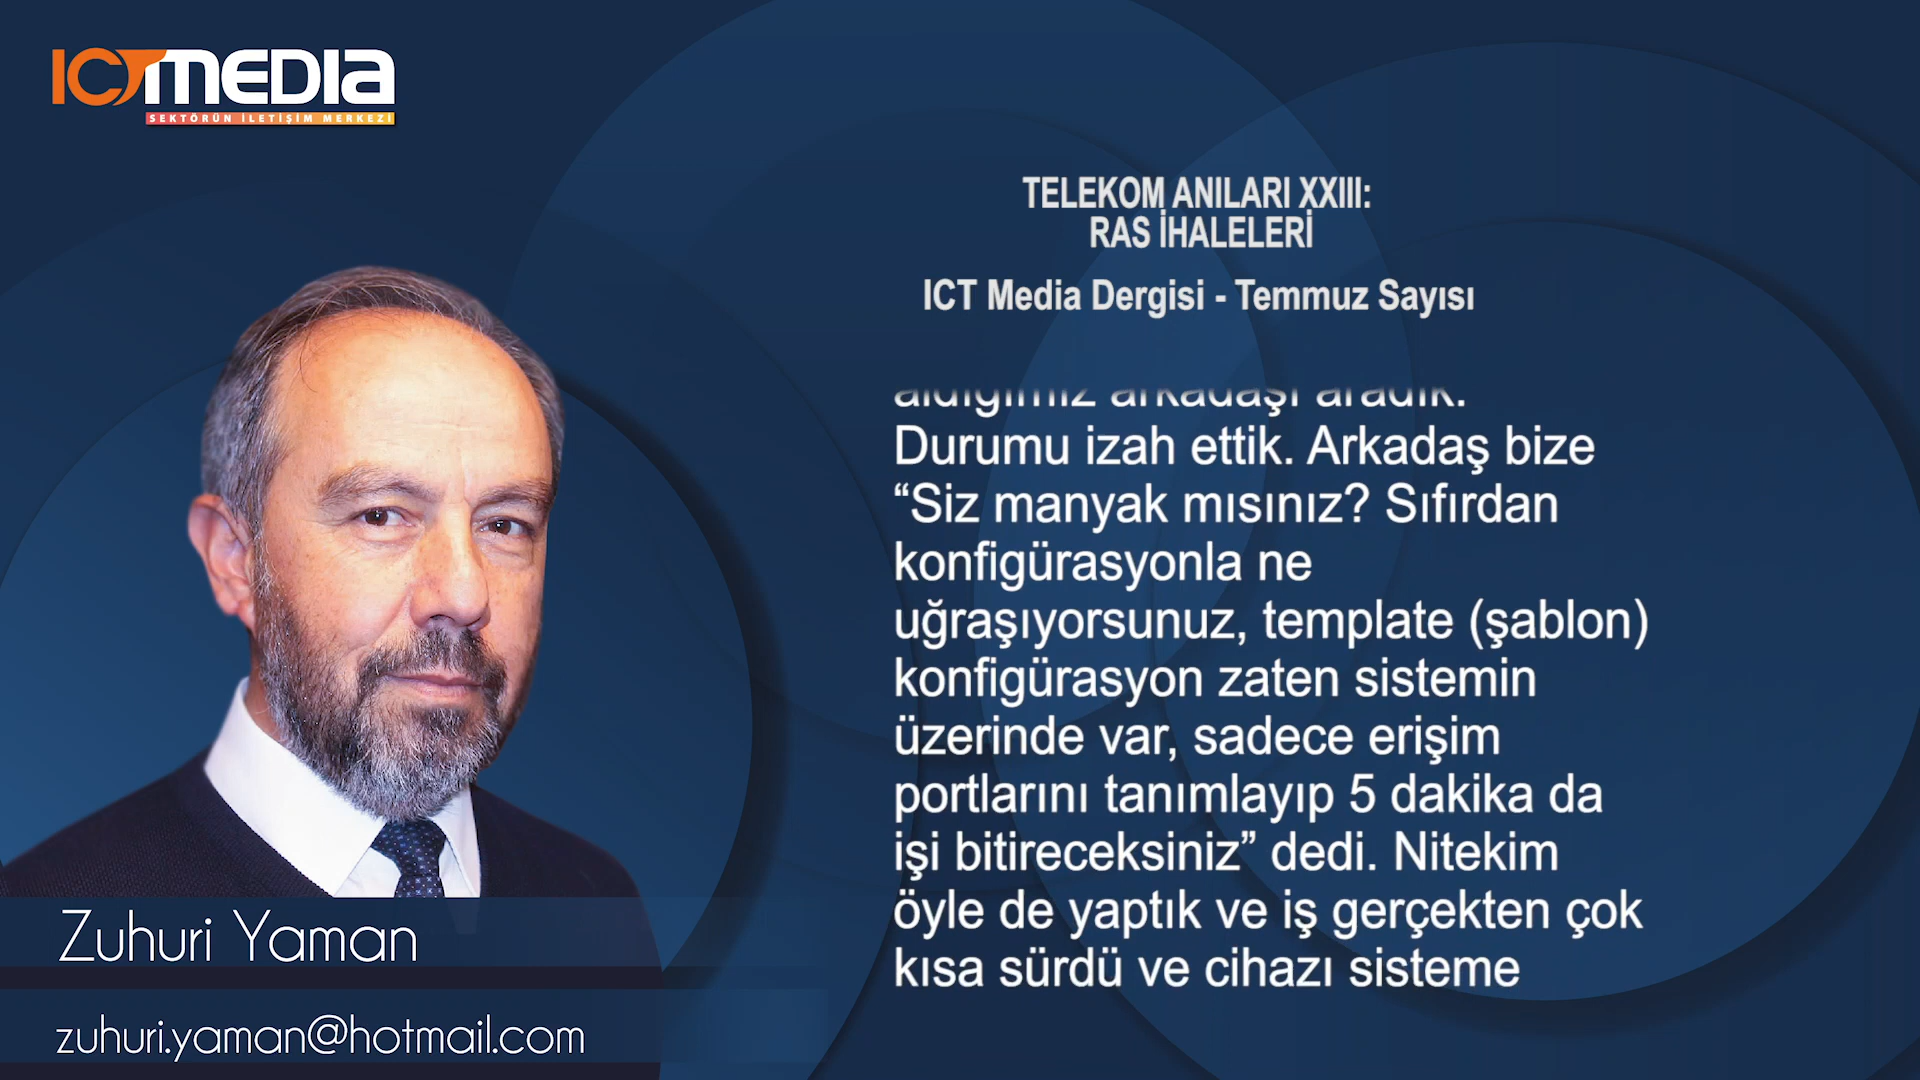 ICTMEDIA
SEKTÖRÜN İLETİŞİM MERKEZİ
TELEKOM ANILARI XXIII:
RAS İHALELERİ
ICT Media Dergisi - Temmuz Sayısı
aldığımız arkadaşı aradık.
Durumu izah ettik. Arkadaş bize
“Siz manyak mısınız? Sıfırdan
konfigürasyonla ne
uğraşıyorsunuz, template (şablon)
konfigürasyon zaten sistemin
üzerinde var, sadece erişim
portlarını tanımlayıp 5 dakika da
işi bitireceksiniz” dedi. Nitekim
öyle de yaptık ve iş gerçekten çok
kısa sürdü ve cihazı sisteme
Zuhuri Yaman
zuhuri.yaman@hotmail.com